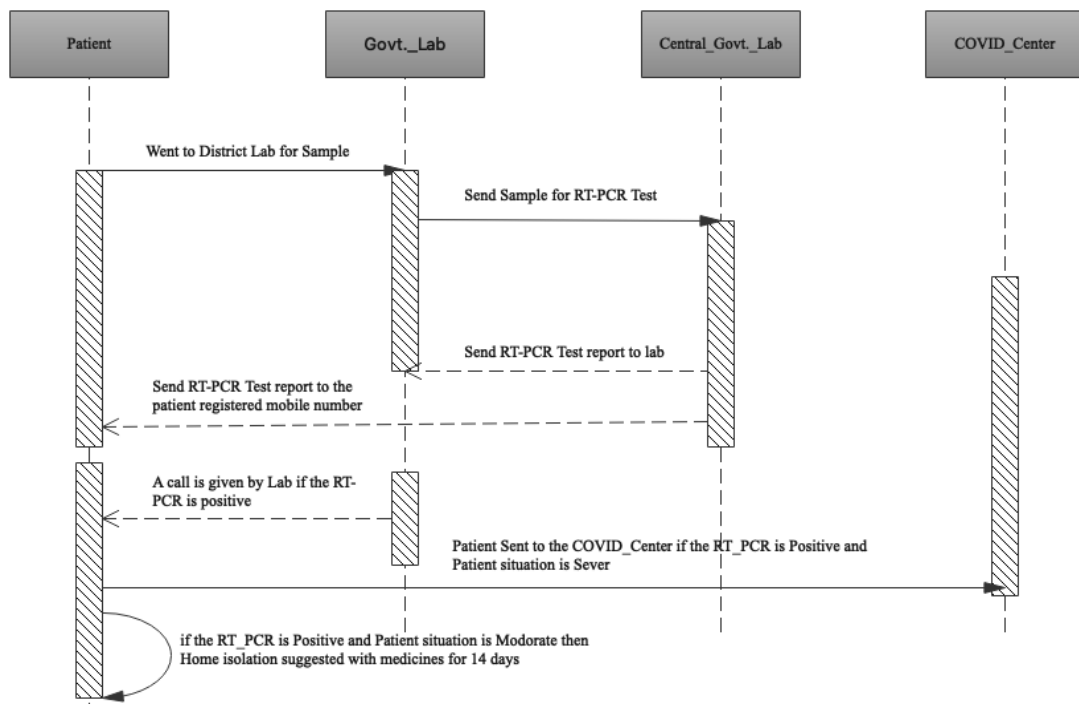 Patient
Govt._Lab
Central_Govt._Lab
COVID_Center
Went to District Lab for Sample
Send Sample for RT-PCR Test
Send RT-PCR Test report to lab
Send RT-PCR Test report to the
patient registered mobile number
A call is given by Lab if the RT-
PCR is positive
Patient Sent to the COVID_Center if the RT_PCR is Positive and
Patient situation is Sever
if the RT_PCR is Positive and Patient situation is Modorate then
Home isolation suggested with medicines for 14 days